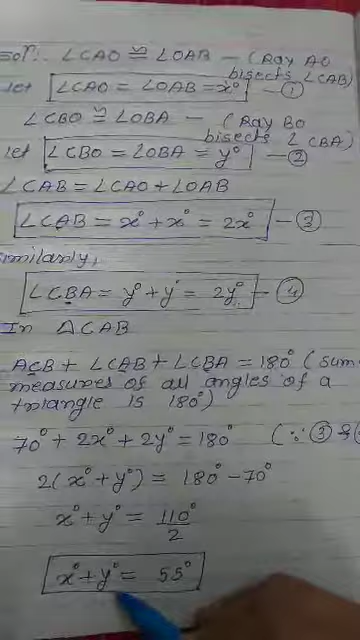 Sol:- ∠CAO ≅ ∠OAB — (Ray AO bisects ∠CAB)
let ∠CAO = ∠OAB = x° — ①
∠CBO ≅ ∠OBA — (Ray BO bisects ∠CBA)
let ∠CBO = ∠OBA = y° — ②
∠CAB = ∠CAO + ∠OAB
∠CAB = x° + x° = 2x° — ③
similarly,
∠CBA = y° + y° = 2y° — ④
In △CAB
ACB + ∠CAB + ∠CBA = 180° (sum
measures of all angles of a
triangle is 180°)
70° + 2x° + 2y° = 180° (∵ ③ &
2(x° + y°) = 180° - 70°
x° + y° = 110°/2
x° + y° = 55°